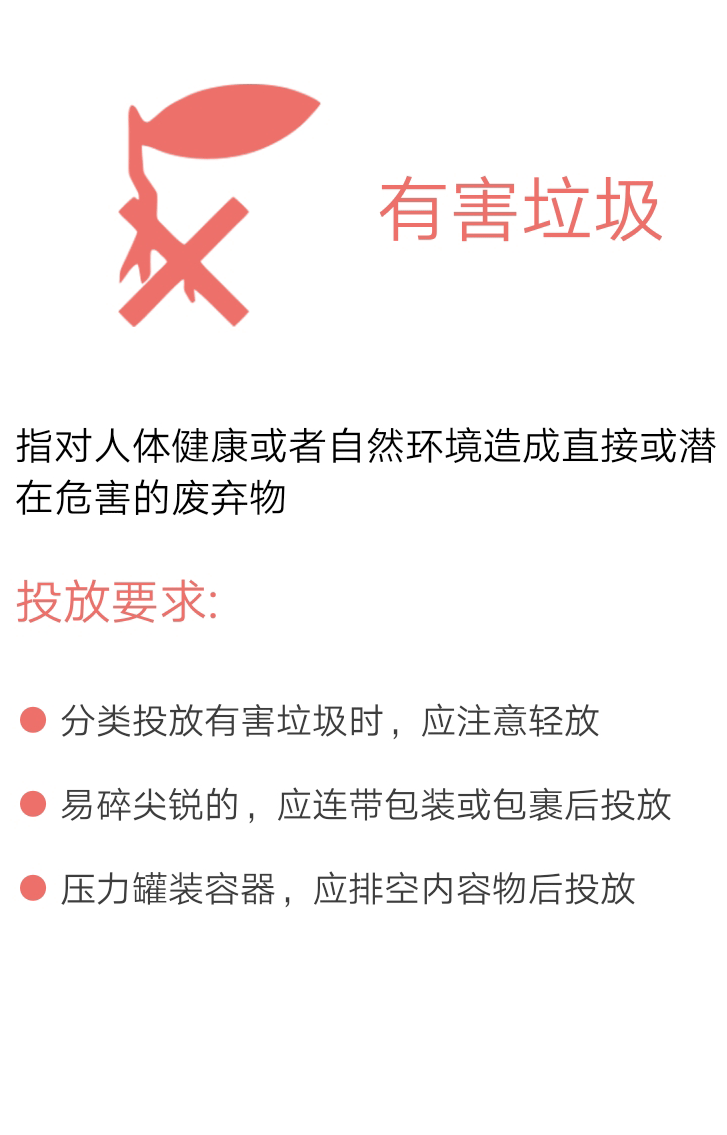 有害垃圾
指对人体健康或者自然环境造成直接或潜
在危害的废弃物
投放要求:
分类投放有害垃圾时，应注意轻放
易碎尖锐的，应连带包装或包裹后投放
压力罐装容器，应排空内容物后投放